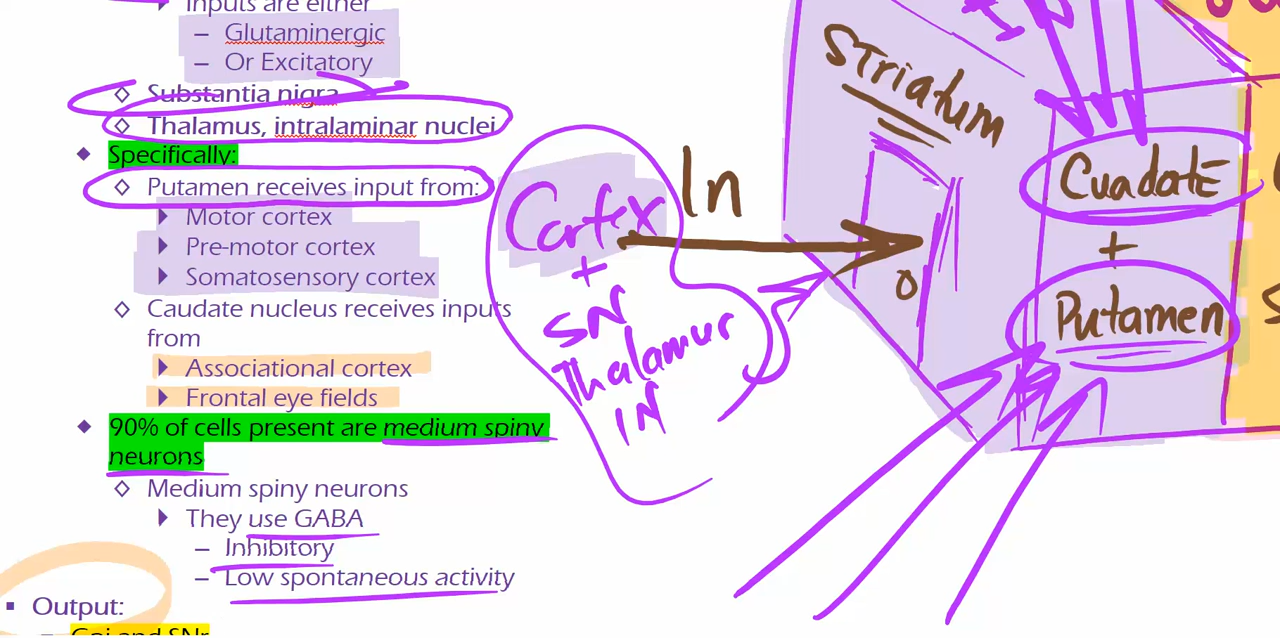 Inputs are either
– Glutaminergic
– Or Excitatory
◇ Substantia nigra
◇ Thalamus, intralaminar nuclei
◆ Specifically:
◇ Putamen receives input from:
▶ Motor cortex
▶ Pre-motor cortex
▶ Somatosensory cortex
◇ Caudate nucleus receives inputs
from
▶ Associational cortex
▶ Frontal eye fields
◆ 90% of cells present are medium spiny
neurons
◇ Medium spiny neurons
▶ They use GABA
– Inhibitory
– Low spontaneous activity
▪ Output:
– Gpi and SNr
Cortex
+
SN
Thalamus
IN
In
Striatum
Cuadate
+
Putamen